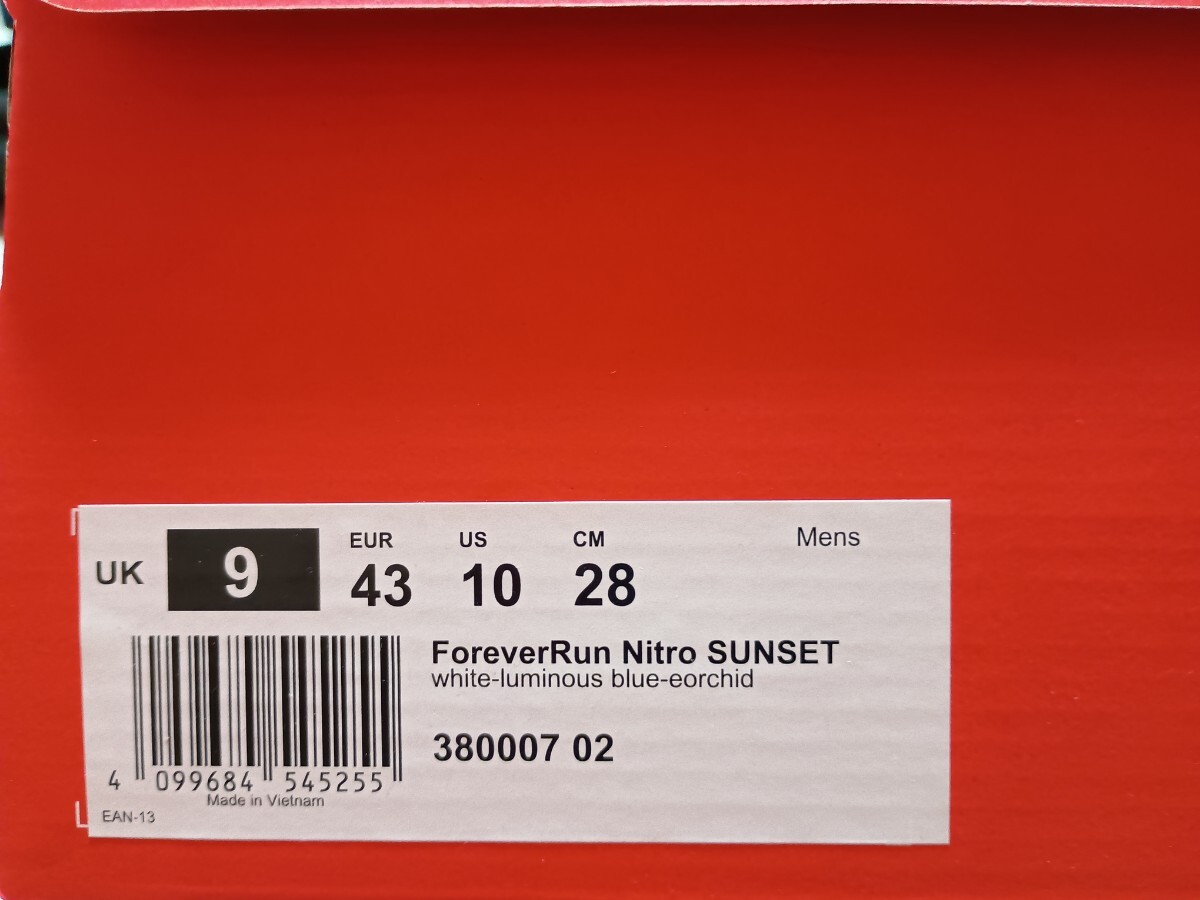 UK 9 EUR 43 US 10 CM 28 Mens
ForeverRun Nitro SUNSET
white-luminous blue-eorchid
380007 02
4 099684 545255
Made in Vietnam
EAN-13